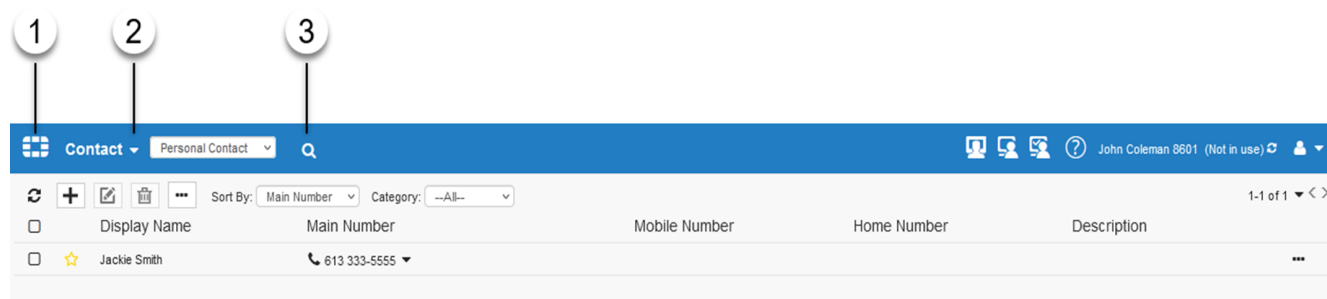 1 2 3
Contact Personal Contact ? John Coleman 8601 (Not in use)
Sort By: Main Number Category: --All-- 1-1 of 1
Display Name Main Number Mobile Number Home Number Description
Jackie Smith 613 333-5555